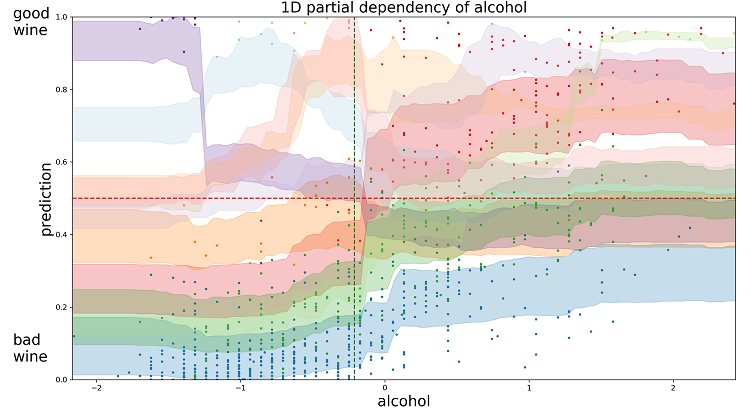 1D partial dependency of alcohol
good
wine
1.0
0.8
0.6
prediction
0.4
0.2
bad
wine
0.0
−2
−1
0
1
2
alcohol